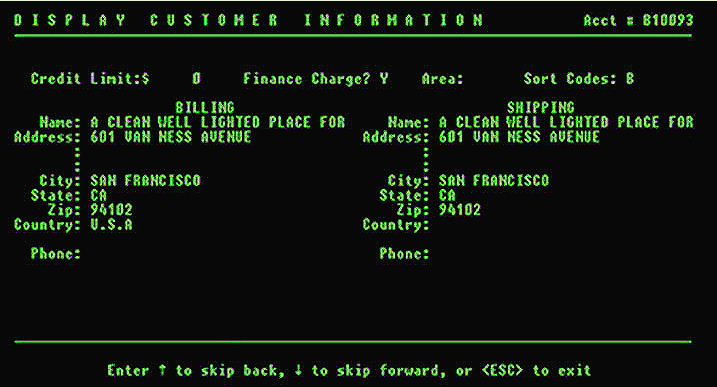 DISPLAY CUSTOMER INFORMATION Acct # B10093
Credit Limit:$ 0 Finance Charge? Y Area: Sort Codes: B
BILLING SHIPPING
Name: A CLEAN WELL LIGHTED PLACE FOR Name: A CLEAN WELL LIGHTED PLACE FOR
Address: 601 VAN NESS AVENUE Address: 601 VAN NESS AVENUE
: :
: :
City: SAN FRANCISCO City: SAN FRANCISCO
State: CA State: CA
Zip: 94102 Zip: 94102
Country: U.S.A Country:
Phone: Phone:
Enter ↑ to skip back, ↓ to skip forward, or <ESC> to exit